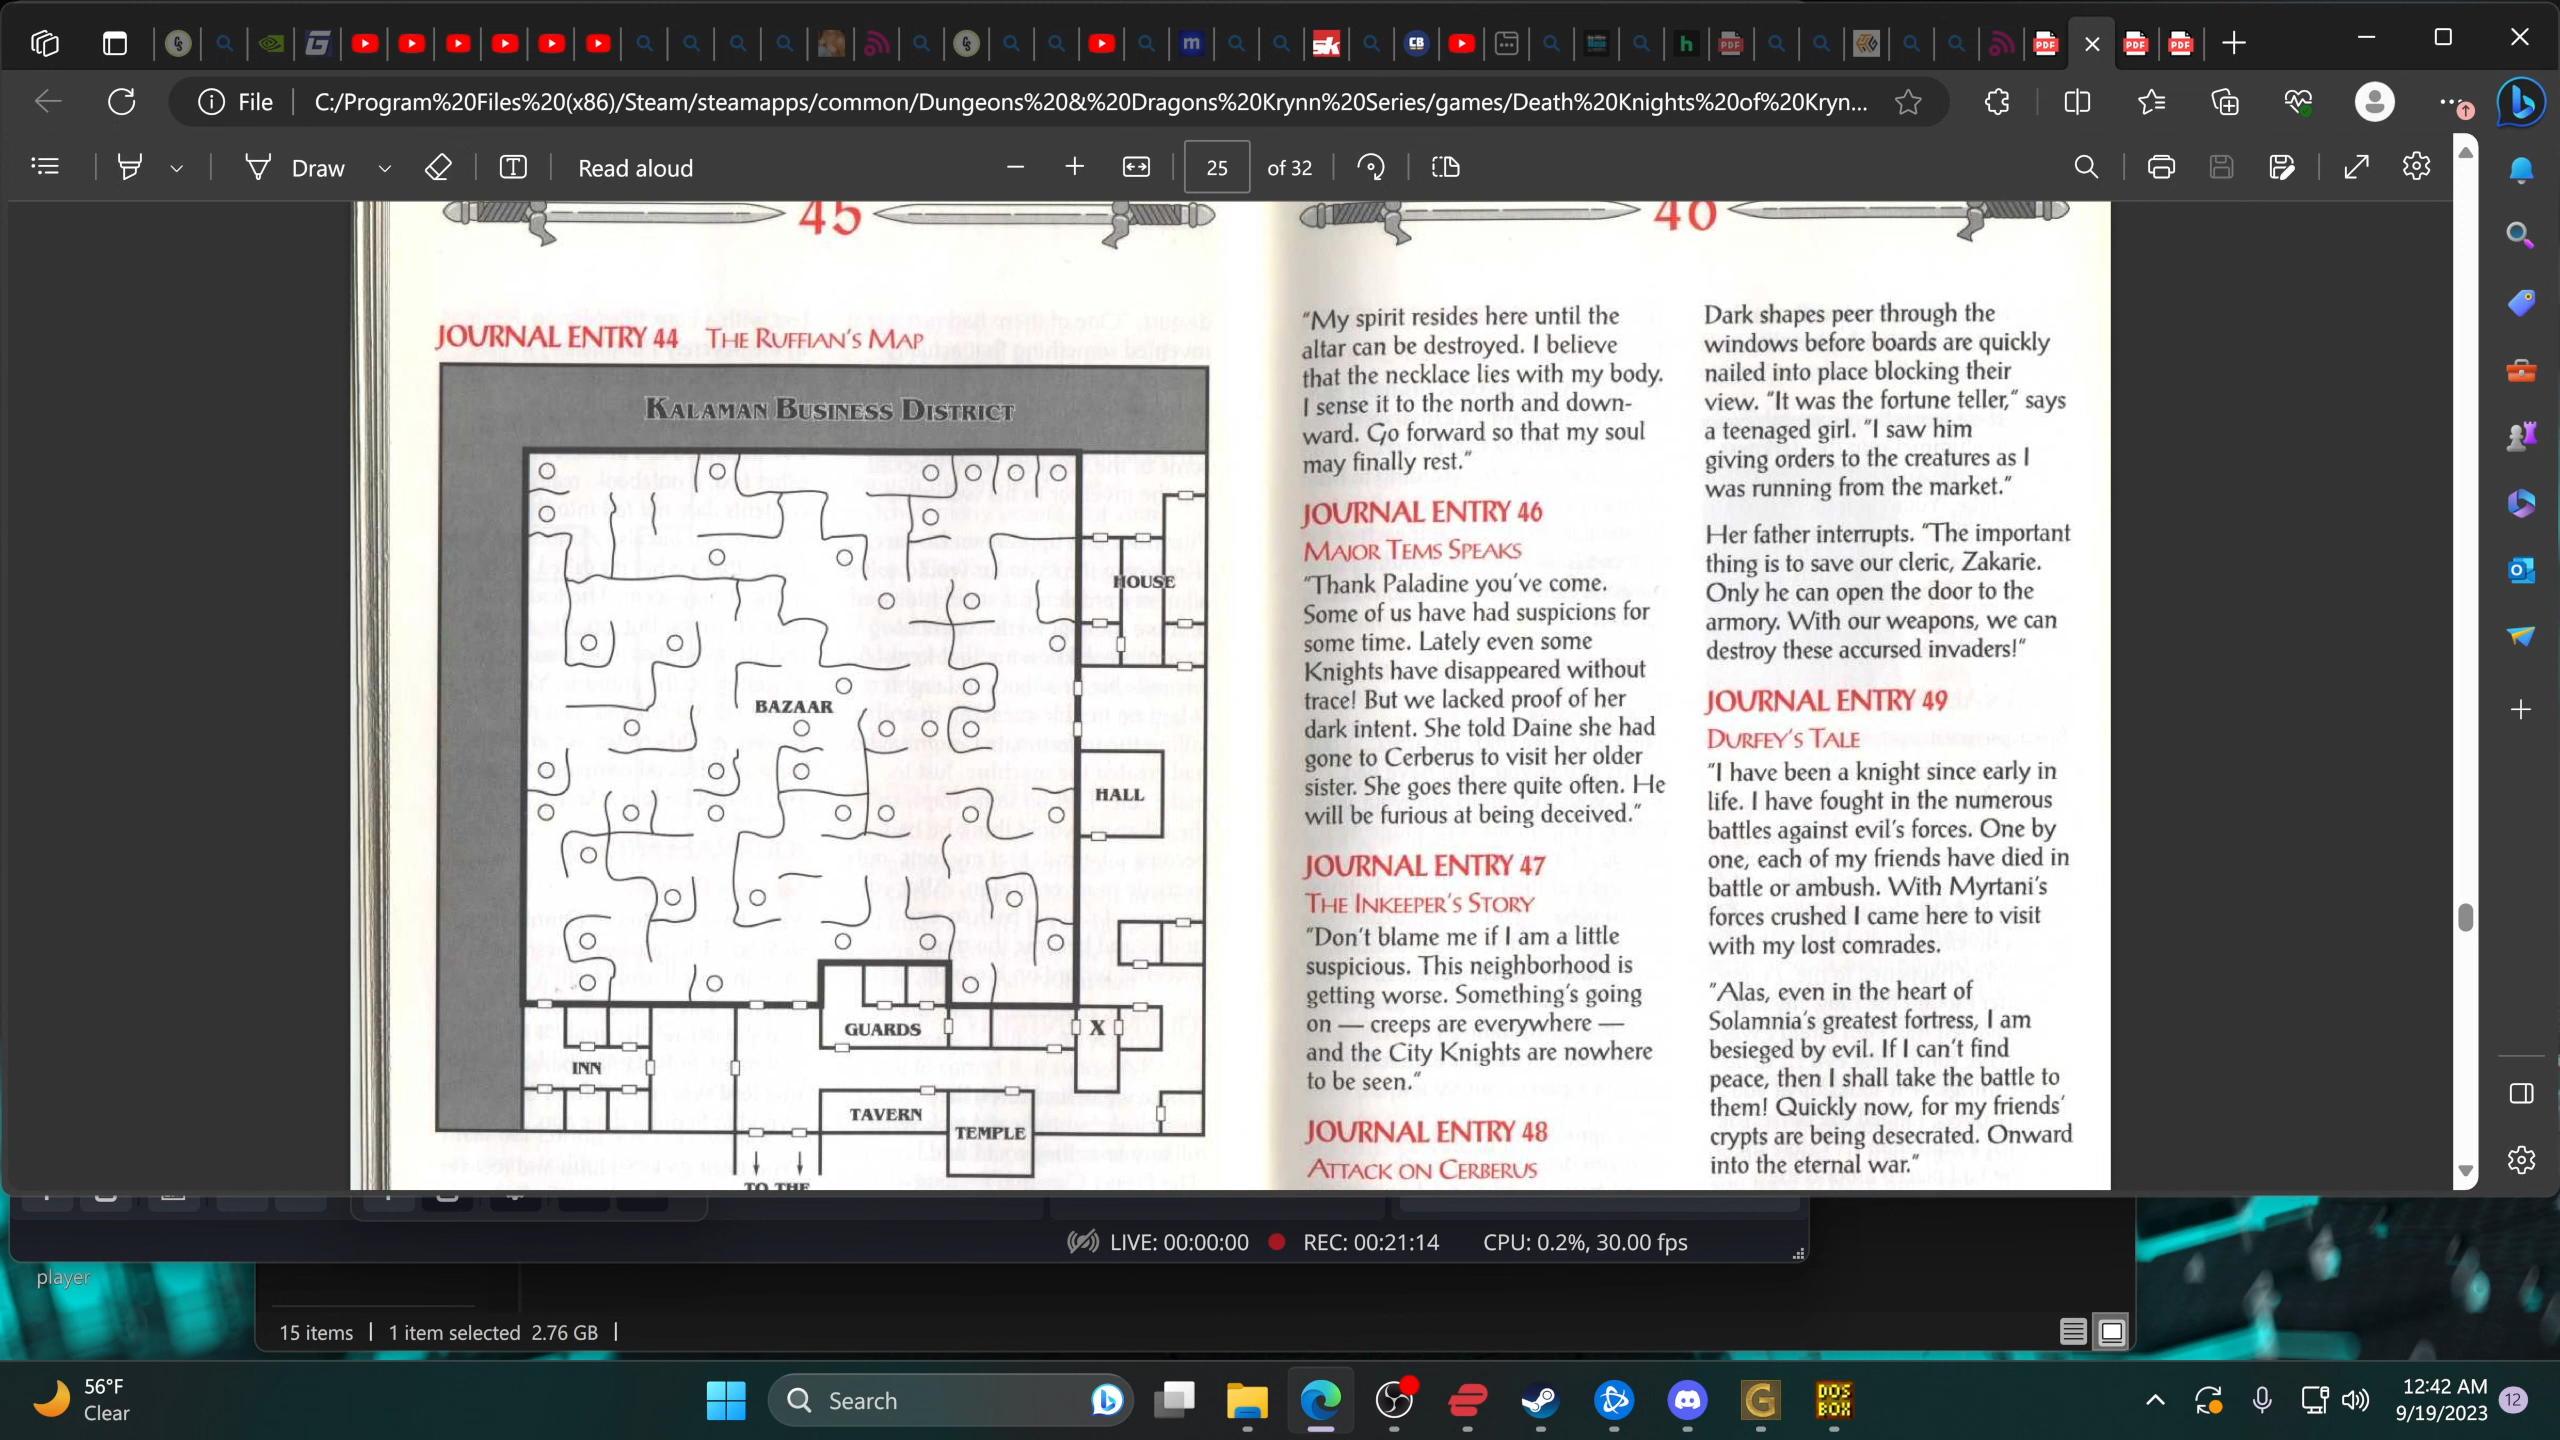 File
C:/Program%20Files%20(x86)/Steam/steamapps/common/Dungeons%20&%20Dragons%20Krynn%20Series/games/Death%20Knights%20of%20Kryn...
Draw
Read aloud
25 of 32
45
46
JOURNAL ENTRY 44 THE RUFFIAN'S MAP
KALAMAN BUSINESS DISTRICT
HOUSE
BAZAAR
HALL
GUARDS
X
INN
TAVERN
TEMPLE
TO THE
"My spirit resides here until the
altar can be destroyed. I believe
that the necklace lies with my body.
I sense it to the north and down-
ward. Go forward so that my soul
may finally rest."
JOURNAL ENTRY 46
MAJOR TEMS SPEAKS
"Thank Paladine you've come.
Some of us have had suspicions for
some time. Lately even some
Knights have disappeared without
trace! But we lacked proof of her
dark intent. She told Daine she had
gone to Cerberus to visit her older
sister. She goes there quite often. He
will be furious at being deceived."
JOURNAL ENTRY 47
THE INKEEPER'S STORY
"Don't blame me if I am a little
suspicious. This neighborhood is
getting worse. Something's going
on — creeps are everywhere —
and the City Knights are nowhere
to be seen."
JOURNAL ENTRY 48
ATTACK ON CERBERUS
Dark shapes peer through the
windows before boards are quickly
nailed into place blocking their
view. "It was the fortune teller," says
a teenaged girl. "I saw him
giving orders to the creatures as I
was running from the market."
Her father interrupts. "The important
thing is to save our cleric, Zakarie.
Only he can open the door to the
armory. With our weapons, we can
destroy these accursed invaders!"
JOURNAL ENTRY 49
DURFEY'S TALE
"I have been a knight since early in
life. I have fought in the numerous
battles against evil's forces. One by
one, each of my friends have died in
battle or ambush. With Myrtani's
forces crushed I came here to visit
with my lost comrades.
"Alas, even in the heart of
Solamnia's greatest fortress, I am
besieged by evil. If I can't find
peace, then I shall take the battle to
them! Quickly now, for my friends'
crypts are being desecrated. Onward
into the eternal war."
LIVE: 00:00:00 REC: 00:21:14 CPU: 0.2%, 30.00 fps
player
15 items 1 item selected 2.76 GB
56°F
Clear
Search
DOS
BOX
12:42 AM
9/19/2023
12